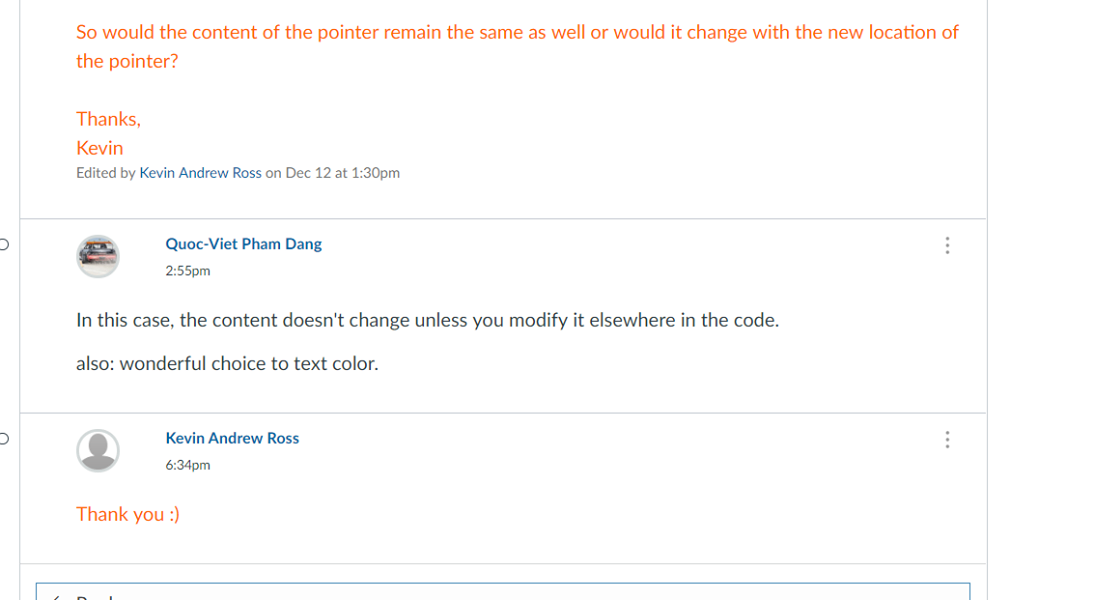 So would the content of the pointer remain the same as well or would it change with the new location of
the pointer?
Thanks,
Kevin
Edited by Kevin Andrew Ross on Dec 12 at 1:30pm
Quoc-Viet Pham Dang
2:55pm
In this case, the content doesn't change unless you modify it elsewhere in the code.
also: wonderful choice to text color.
Kevin Andrew Ross
6:34pm
Thank you :)